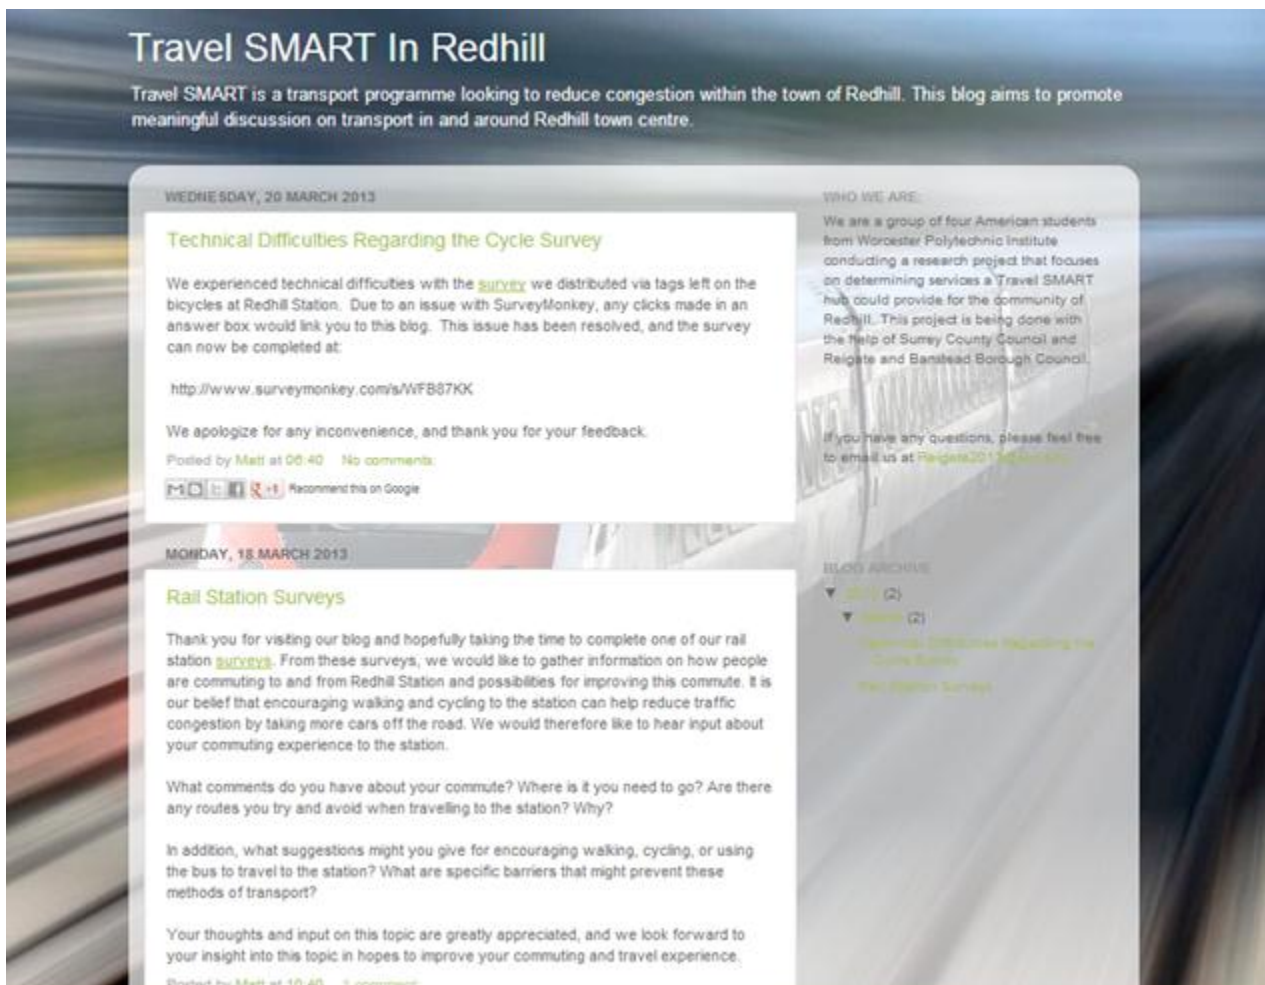 Travel SMART In Redhill
Travel SMART is a transport programme looking to reduce congestion within the town of Redhill. This blog aims to promote
meaningful discussion on transport in and around Redhill town centre.
WEDNESDAY, 20 MARCH 2013
Technical Difficulties Regarding the Cycle Survey
We experienced technical difficulties with the survey we distributed via tags left on the
bicycles at Redhill Station. Due to an issue with SurveyMonkey, any clicks made in an
answer box would link you to this blog. This issue has been resolved, and the survey
can now be completed at:
http://www.surveymonkey.com/s/WFB87KK
We apologize for any inconvenience, and thank you for your feedback.
Posted by Matt at 06:40 No comments:
+1 Recommend this on Google
MONDAY, 18 MARCH 2013
Rail Station Surveys
Thank you for visiting our blog and hopefully taking the time to complete one of our rail
station surveys. From these surveys, we would like to gather information on how people
are commuting to and from Redhill Station and possibilities for improving this commute. It is
our belief that encouraging walking and cycling to the station can help reduce traffic
congestion by taking more cars off the road. We would therefore like to hear input about
your commuting experience to the station.
What comments do you have about your commute? Where is it you need to go? Are there
any routes you try and avoid when travelling to the station? Why?
In addition, what suggestions might you give for encouraging walking, cycling, or using
the bus to travel to the station? What are specific barriers that might prevent these
methods of transport?
Your thoughts and input on this topic are greatly appreciated, and we look forward to
your insight into this topic in hopes to improve your commuting and travel experience.
Posted by Matt at 10:40 1 comment:
WHO WE ARE:
We are a group of four American students
from Worcester Polytechnic Institute
conducting a research project that focuses
on determining services a Travel SMART
hub could provide for the community of
Redhill. This project is being done with
the help of Surrey County Council and
Reigate and Banstead Borough Council.
If you have any questions, please feel free
to email us at
BLOG ARCHIVE
▼ 2013 (2)
▼ March (2)
Technical Difficulties Regarding the
Cycle Survey
Rail Station Surveys